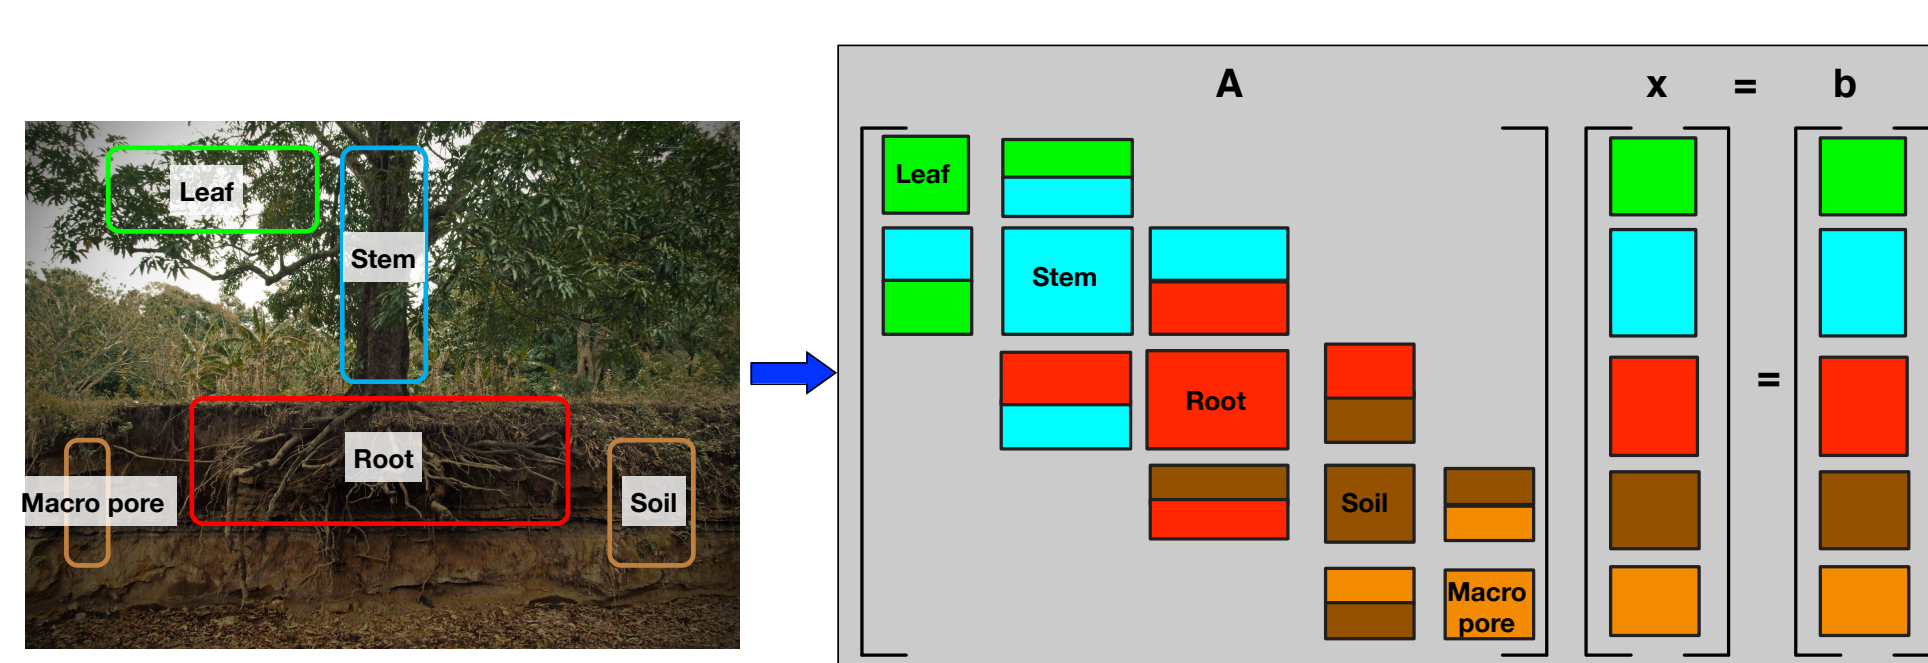 A x = b
Leaf
Stem
Root
Macro pore
Soil
Leaf
Stem
=
Root
Soil
Macro
pore